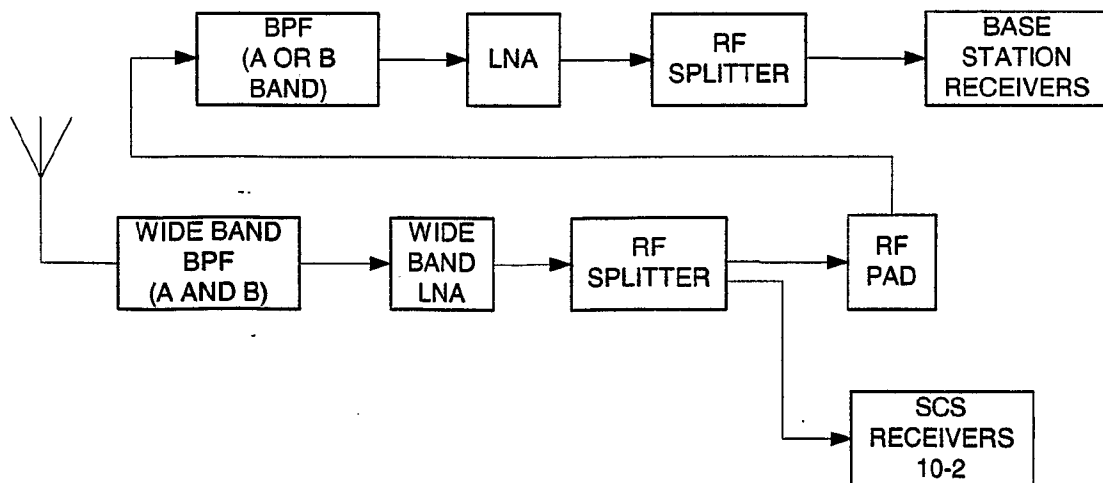 BPF
(A OR B
BAND)
LNA
RF
SPLITTER
BASE
STATION
RECEIVERS
WIDE BAND
BPF
(A AND B)
WIDE
BAND
LNA
RF
SPLITTER
RF
PAD
SCS
RECEIVERS
10-2